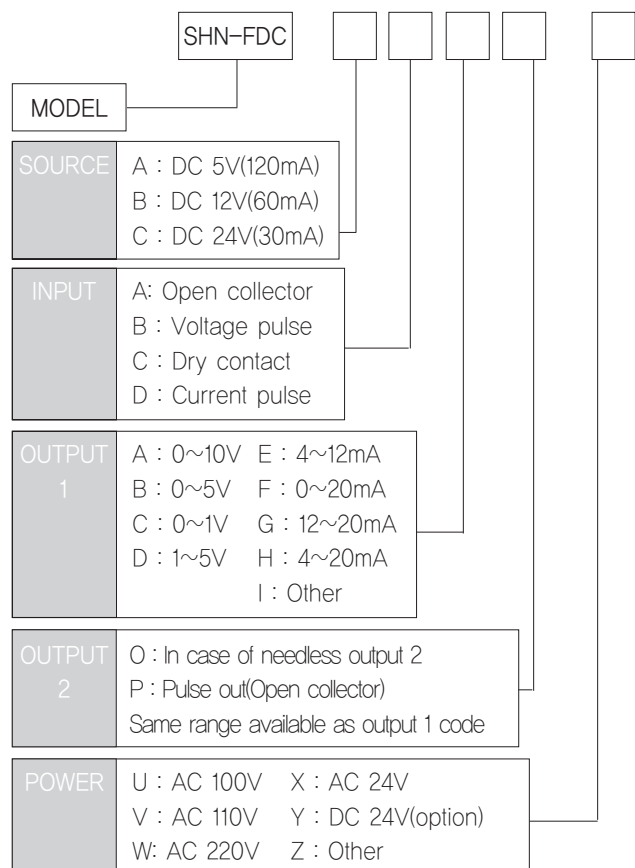 SHN-FDC
MODEL
SOURCE
A : DC 5V(120mA)
B : DC 12V(60mA)
C : DC 24V(30mA)
INPUT
A: Open collector
B : Voltage pulse
C : Dry contact
D : Current pulse
OUTPUT 1
A : 0~10V E : 4~12mA
B : 0~5V F : 0~20mA
C : 0~1V G : 12~20mA
D : 1~5V H : 4~20mA
I : Other
OUTPUT 2
O : In case of needless output 2
P : Pulse out(Open collector)
Same range available as output 1 code
POWER
U : AC 100V X : AC 24V
V : AC 110V Y : DC 24V(option)
W: AC 220V Z : Other